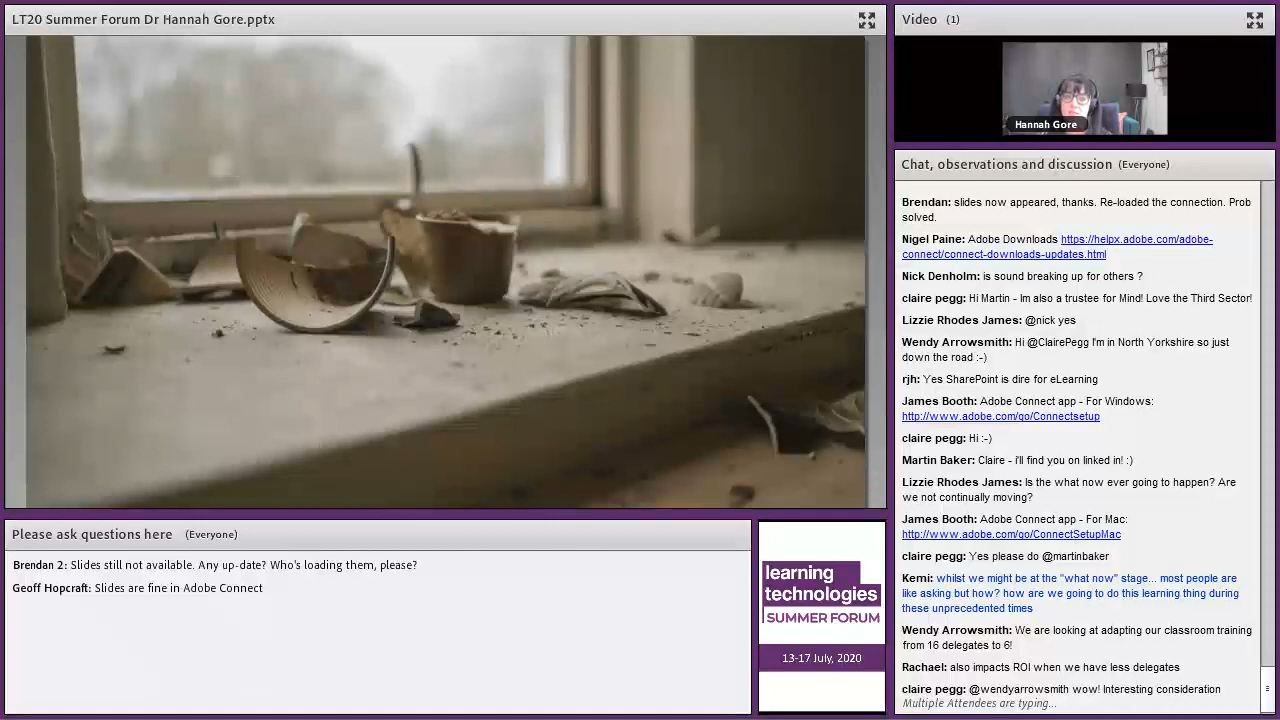 LT20 Summer Forum Dr Hannah Gore.pptx
Video (1)
Hannah Gore
Chat, observations and discussion (Everyone)
Brendan: slides now appeared, thanks. Re-loaded the connection. Prob
solved.
Nigel Paine: Adobe Downloads https://helpx.adobe.com/adobe-
connect/connect-downloads-updates.html
Nick Denholm: is sound breaking up for others ?
claire pegg: Hi Martin - Im also a trustee for Mind! Love the Third Sector!
Lizzie Rhodes James: @nick yes
Wendy Arrowsmith: Hi @ClairePegg I'm in North Yorkshire so just
down the road :-)
rjh: Yes SharePoint is dire for eLearning
James Booth: Adobe Connect app - For Windows:
http://www.adobe.com/go/Connectsetup
claire pegg: Hi :-)
Martin Baker: Claire - i'll find you on linked in! :)
Lizzie Rhodes James: Is the what now ever going to happen? Are
we not continually moving?
James Booth: Adobe Connect app - For Mac:
http://www.adobe.com/go/ConnectSetupMac
claire pegg: Yes please do @martinbaker
Kemi: whilst we might be at the "what now" stage... most people are
like asking but how? how are we going to do this learning thing during
these unprecedented times
Wendy Arrowsmith: We are looking at adapting our classroom training
from 16 delegates to 6!
Rachael: also impacts ROI when we have less delegates
claire pegg: @wendyarrowsmith wow! Interesting consideration
Multiple Attendees are typing...
Please ask questions here (Everyone)
Brendan 2: Slides still not available. Any up-date? Who's loading them, please?
Geoff Hopcraft: Slides are fine in Adobe Connect
learning
technologies
SUMMER FORUM
13-17 July, 2020